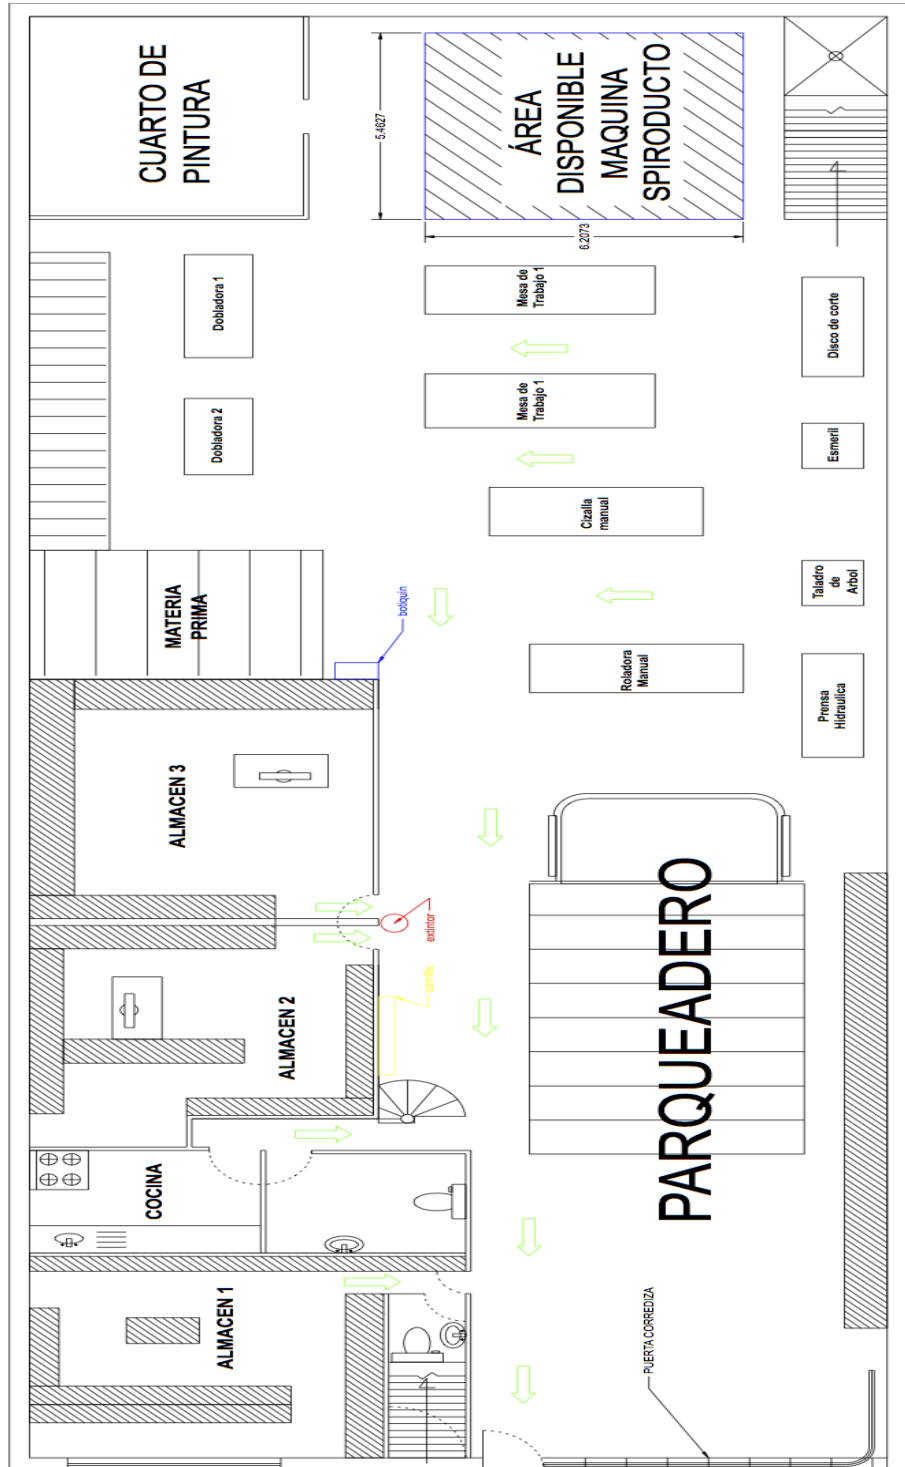 CUARTO DE
PINTURA
5.4627
ÁREA
DISPONIBLE
MAQUINA
SPIRODUCTO
6.2073
Dobladora 1
Mesa de
Trabajo 1
Disco de corte
Dobladora 2
Mesa de
Trabajo 1
Esmeril
Cizalla
manual
MATERIA
PRIMA
botiquin
Taladro
de
Arbol
Roladora
Manual
Prensa
Hidraulica
ALMACEN 3
extintor
PARQUEADERO
ALMACEN 2
camilla
COCINA
ALMACEN 1
PUERTA CORREDIZA